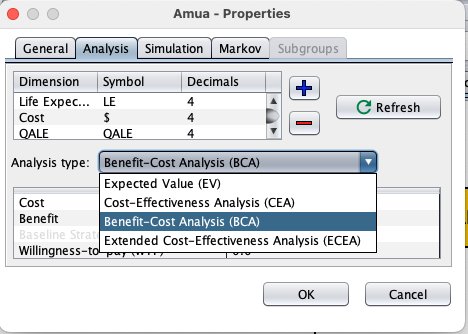 Amua - Properties
General Analysis Simulation Markov Subgroups
Dimension Symbol Decimals
Life Expec... LE 4
Cost $ 4
QALE QALE 4
Refresh
Analysis type: Benefit-Cost Analysis (BCA)
Expected Value (EV)
Cost-Effectiveness Analysis (CEA)
Benefit-Cost Analysis (BCA)
Extended Cost-Effectiveness Analysis (ECEA)
Cost
Benefit
Baseline Strate
Willingness-to-pay (WTP) 0.0
OK Cancel